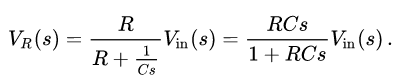 V_R(s) = \frac{R}{R + \frac{1}{Cs}} V_{\text{in}}(s) = \frac{RCs}{1 + RCs} V_{\text{in}}(s) .